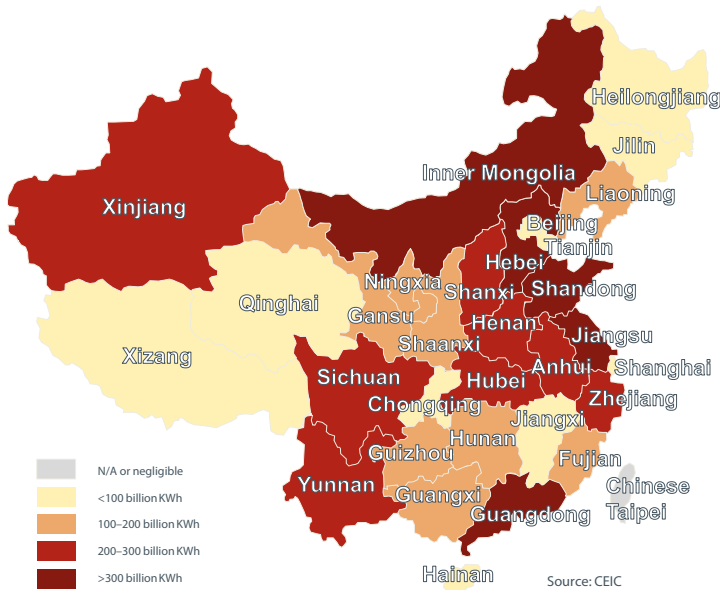 Heilongjiang
Jilin
Inner Mongolia
Liaoning
Xinjiang
Beijing
Tianjin
Hebei
Ningxia
Shanxi
Shandong
Qinghai
Gansu
Henan
Shaanxi
Jiangsu
Xizang
Anhui
Shanghai
Sichuan
Hubei
Zhejiang
Chongqing
Jiangxi
Hunan
Guizhou
Fujian
Yunnan
Guangxi
Guangdong
Chinese
Taipei
Hainan
N/A or negligible
<100 billion KWh
100–200 billion KWh
200–300 billion KWh
>300 billion KWh
Source: CEIC